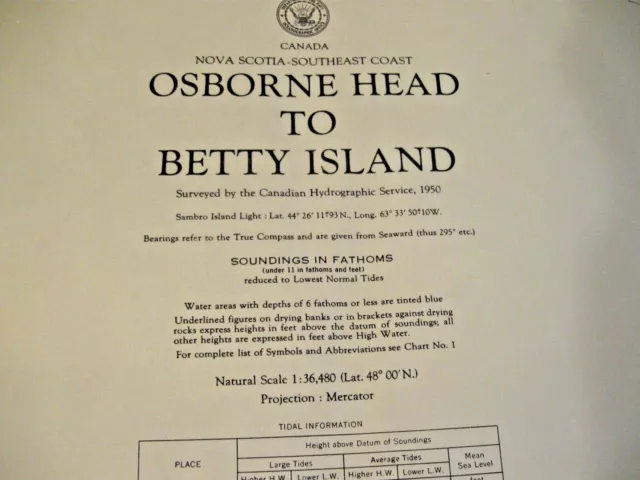 CANADA
NOVA SCOTIA-SOUTHEAST COAST
OSBORNE HEAD
TO
BETTY ISLAND
Surveyed by the Canadian Hydrographic Service, 1950
Sambro Island Light : Lat. 44° 26' 11".93 N., Long. 63° 33' 50".10W.
Bearings refer to the True Compass and are given from Seaward (thus 295° etc.)
SOUNDINGS IN FATHOMS
(under 11 in fathoms and feet)
reduced to Lowest Normal Tides
Water areas with depths of 6 fathoms or less are tinted blue
Underlined figures on drying banks or in brackets against drying
rocks express heights in feet above the datum of soundings; all
other heights are expressed in feet above High Water.
For complete list of Symbols and Abbreviations see Chart No. 1
Natural Scale 1:36,480 (Lat. 48° 00'N.)
Projection : Mercator
TIDAL INFORMATION
Height above Datum of Soundings
PLACE
Large Tides
Average Tides
Mean
Sea Level
Higher H.W.
Lower L.W.
Higher H.W.
Lower L.W.
feet